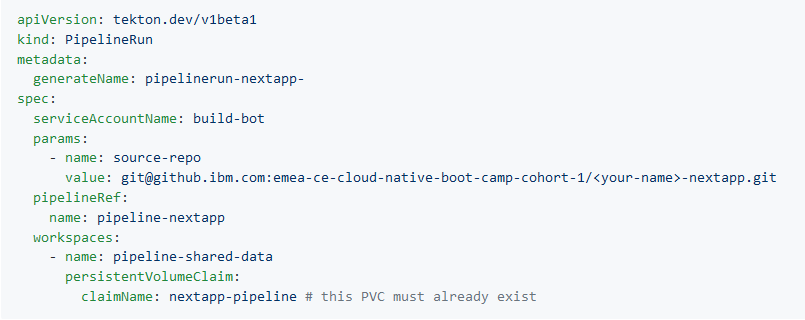 apiVersion: tekton.dev/v1beta1
kind: PipelineRun
metadata:
  generateName: pipelinerun-nextapp-
spec:
  serviceAccountName: build-bot
  params:
    - name: source-repo
      value: git@github.ibm.com:emea-ce-cloud-native-boot-camp-cohort-1/<your-name>-nextapp.git
  pipelineRef:
    name: pipeline-nextapp
  workspaces:
    - name: pipeline-shared-data
      persistentVolumeClaim:
        claimName: nextapp-pipeline # this PVC must already exist